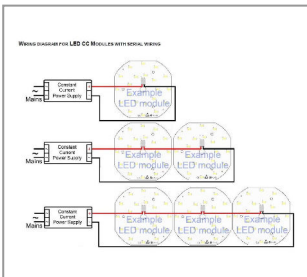 WIRING DIAGRAM FOR LED CC MODULES WITH SERIAL WIRING
Constant
Current
Power Supply
~
Mains
Example
LED module
Constant
Current
Power Supply
~
Mains
Example
LED module
Example
LED module
Constant
Current
Power Supply
~
Mains
Example
LED module
Example
LED module
Example
LED module